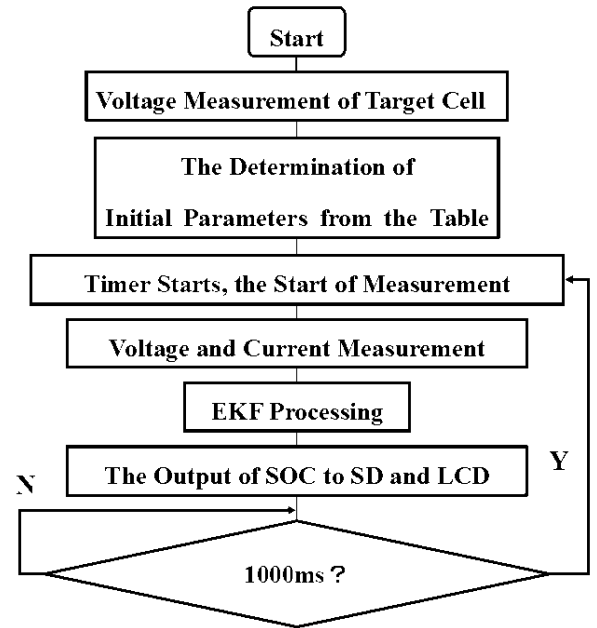 Start
Voltage Measurement of Target Cell
The Determination of
Initial Parameters from the Table
Timer Starts, the Start of Measurement
Voltage and Current Measurement
EKF Processing
The Output of SOC to SD and LCD
N
Y
1000ms？